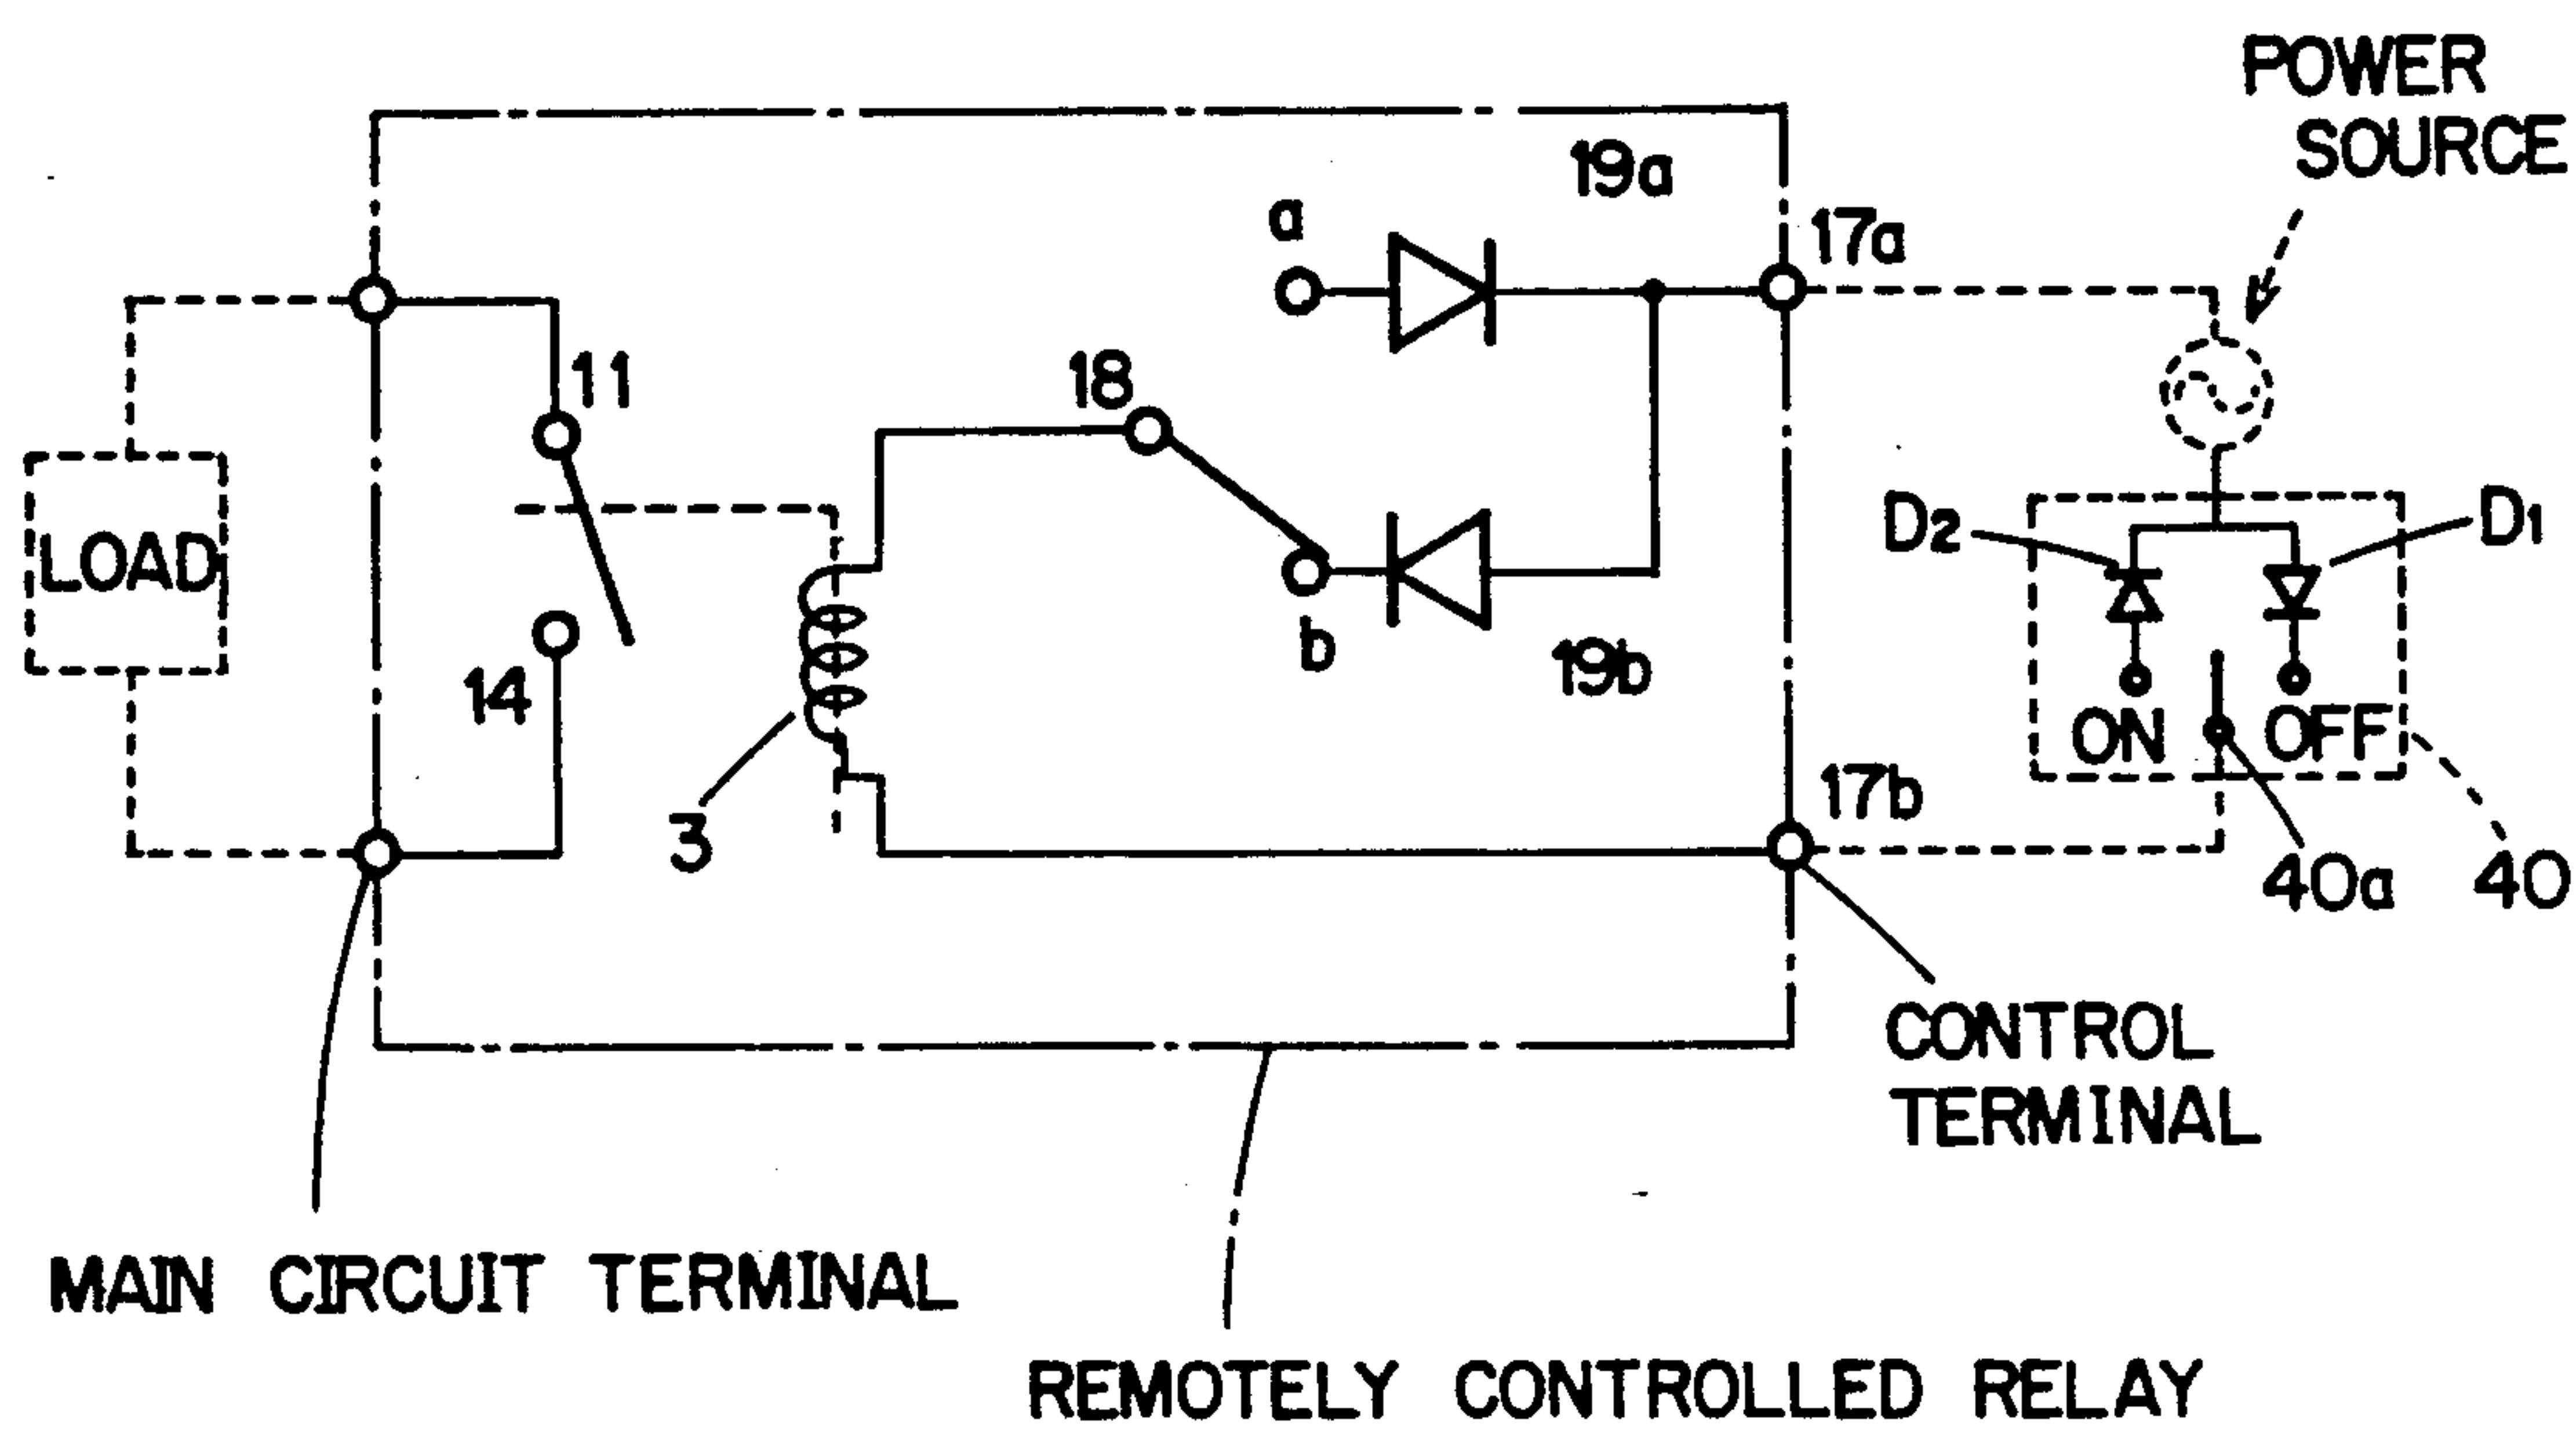 POWER
SOURCE
19a
a
17a
11
18
D2
D1
LOAD
b
19b
14
ON
OFF
3
17b
40a
40
CONTROL
TERMINAL
MAIN CIRCUIT TERMINAL
REMOTELY CONTROLLED RELAY